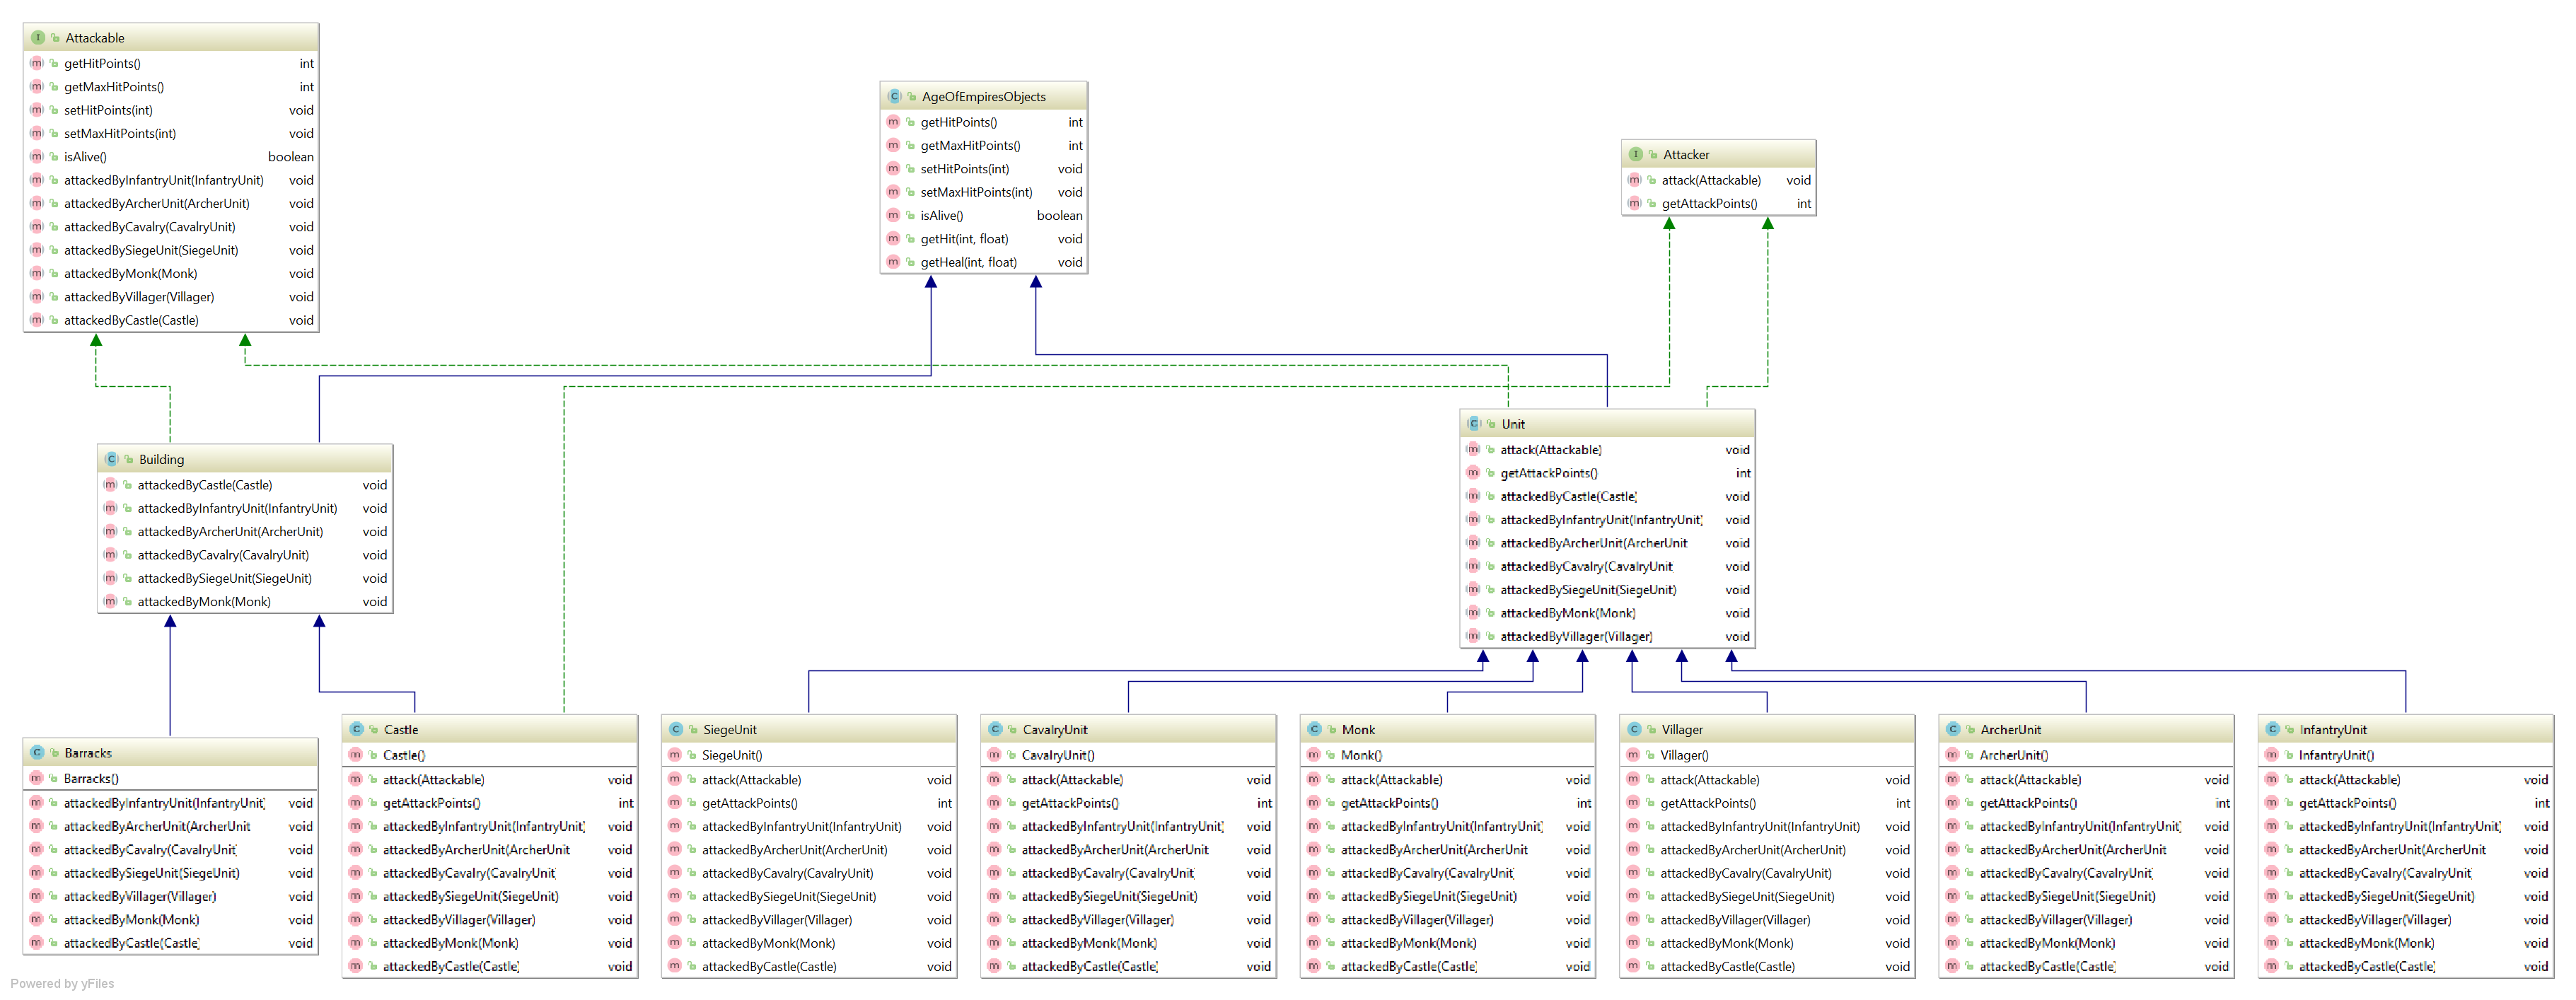 Attackable
getHitPoints() int
getMaxHitPoints() int
setHitPoints(int) void
setMaxHitPoints(int) void
isAlive() boolean
attackedByInfantryUnit(InfantryUnit) void
attackedByArcherUnit(ArcherUnit) void
attackedByCavalry(CavalryUnit) void
attackedBySiegeUnit(SiegeUnit) void
attackedByMonk(Monk) void
attackedByVillager(Villager) void
attackedByCastle(Castle) void
AgeOfEmpiresObjects
getHitPoints() int
getMaxHitPoints() int
setHitPoints(int) void
setMaxHitPoints(int) void
isAlive() boolean
getHit(int, float) void
getHeal(int, float) void
Attacker
attack(Attackable) void
getAttackPoints() int
Building
attackedByCastle(Castle) void
attackedByInfantryUnit(InfantryUnit) void
attackedByArcherUnit(ArcherUnit) void
attackedByCavalry(CavalryUnit) void
attackedBySiegeUnit(SiegeUnit) void
attackedByMonk(Monk) void
Unit
attack(Attackable) void
getAttackPoints() int
attackedByCastle(Castle) void
attackedByInfantryUnit(InfantryUnit) void
attackedByArcherUnit(ArcherUnit void
attackedByCavalry(CavalryUnit void
attackedBySiegeUnit(SiegeUnit) void
attackedByMonk(Monk) void
attackedByVillager(Villager) void
Barracks
Barracks()
attackedByInfantryUnit(InfantryUnit) void
attackedByArcherUnit(ArcherUnit void
attackedByCavalry(CavalryUnit void
attackedBySiegeUnit(SiegeUnit) void
attackedByVillager(Villager) void
attackedByMonk(Monk) void
attackedByCastle(Castle) void
Castle
Castle()
attack(Attackable) void
getAttackPoints() int
attackedByInfantryUnit(InfantryUnit) void
attackedByArcherUnit(ArcherUnit void
attackedByCavalry(CavalryUnit void
attackedBySiegeUnit(SiegeUnit) void
attackedByVillager(Villager) void
attackedByMonk(Monk) void
attackedByCastle(Castle) void
SiegeUnit
SiegeUnit()
attack(Attackable) void
getAttackPoints() int
attackedByInfantryUnit(InfantryUnit) void
attackedByArcherUnit(ArcherUnit) void
attackedByCavalry(CavalryUnit) void
attackedBySiegeUnit(SiegeUnit) void
attackedByVillager(Villager) void
attackedByMonk(Monk) void
attackedByCastle(Castle) void
CavalryUnit
CavalryUnit()
attack(Attackable) void
getAttackPoints() int
attackedByInfantryUnit(InfantryUnit) void
attackedByArcherUnit(ArcherUnit void
attackedByCavalry(CavalryUnit void
attackedBySiegeUnit(SiegeUnit) void
attackedByVillager(Villager) void
attackedByMonk(Monk) void
attackedByCastle(Castle) void
Monk
Monk()
attack(Attackable) void
getAttackPoints() int
attackedByInfantryUnit(InfantryUnit) void
attackedByArcherUnit(ArcherUnit void
attackedByCavalry(CavalryUnit void
attackedBySiegeUnit(SiegeUnit) void
attackedByVillager(Villager) void
attackedByMonk(Monk) void
attackedByCastle(Castle) void
Villager
Villager()
attack(Attackable) void
getAttackPoints() int
attackedByInfantryUnit(InfantryUnit) void
attackedByArcherUnit(ArcherUnit) void
attackedByCavalry(CavalryUnit) void
attackedBySiegeUnit(SiegeUnit) void
attackedByVillager(Villager) void
attackedByMonk(Monk) void
attackedByCastle(Castle) void
ArcherUnit
ArcherUnit()
attack(Attackable) void
getAttackPoints() int
attackedByInfantryUnit(InfantryUnit) void
attackedByArcherUnit(ArcherUnit void
attackedByCavalry(CavalryUnit void
attackedBySiegeUnit(SiegeUnit) void
attackedByVillager(Villager) void
attackedByMonk(Monk) void
attackedByCastle(Castle) void
InfantryUnit
InfantryUnit()
attack(Attackable) void
getAttackPoints() int
attackedByInfantryUnit(InfantryUnit) void
attackedByArcherUnit(ArcherUnit void
attackedByCavalry(CavalryUnit void
attackedBySiegeUnit(SiegeUnit) void
attackedByVillager(Villager) void
attackedByMonk(Monk) void
attackedByCastle(Castle) void
Powered by yFiles